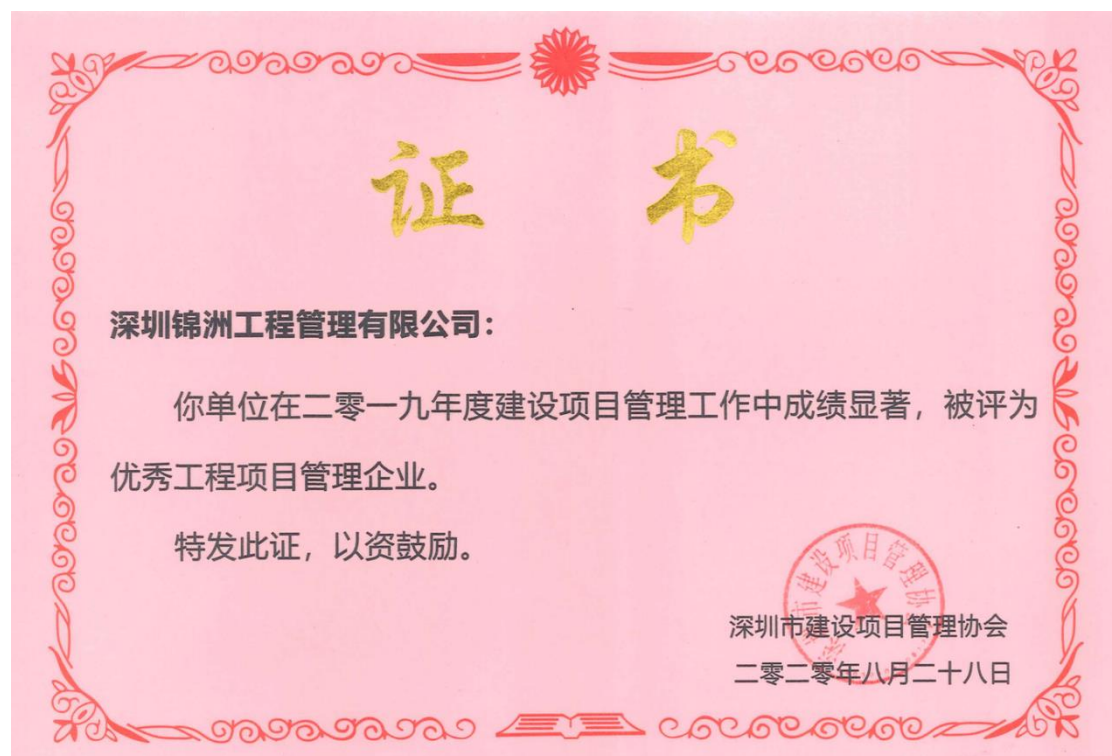 证 书
深圳锦洲工程管理有限公司：
你单位在二零一九年度建设项目管理工作中成绩显著，被评为
优秀工程项目管理企业。
特发此证，以资鼓励。
深圳市建设项目管理协会
二零二零年八月二十八日